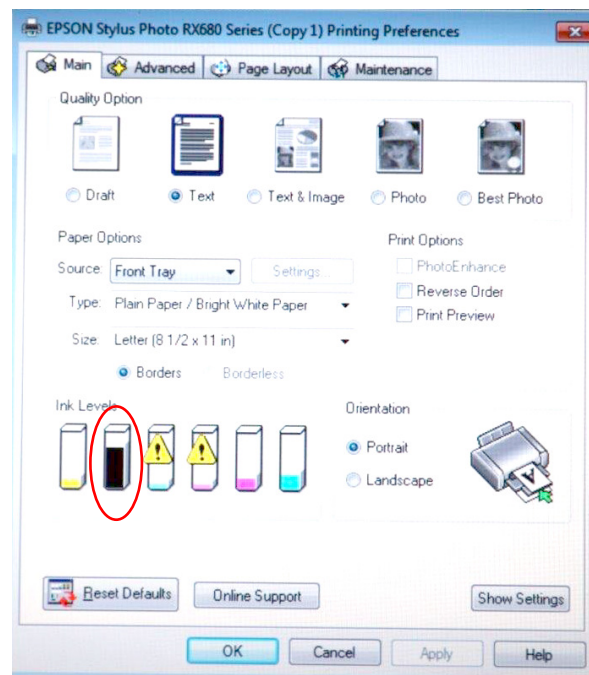 EPSON Stylus Photo RX680 Series (Copy 1) Printing Preferences
Main Advanced Page Layout Maintenance
Quality Option
Draft Text Text & Image Photo Best Photo
Paper Options
Source: Front Tray Settings...
Type: Plain Paper / Bright White Paper
Size: Letter (8 1/2 x 11 in)
Borders Borderless
Print Options
PhotoEnhance
Reverse Order
Print Preview
Ink Levels
Orientation
Portrait
Landscape
A
Reset Defaults Online Support Show Settings
OK Cancel Apply Help